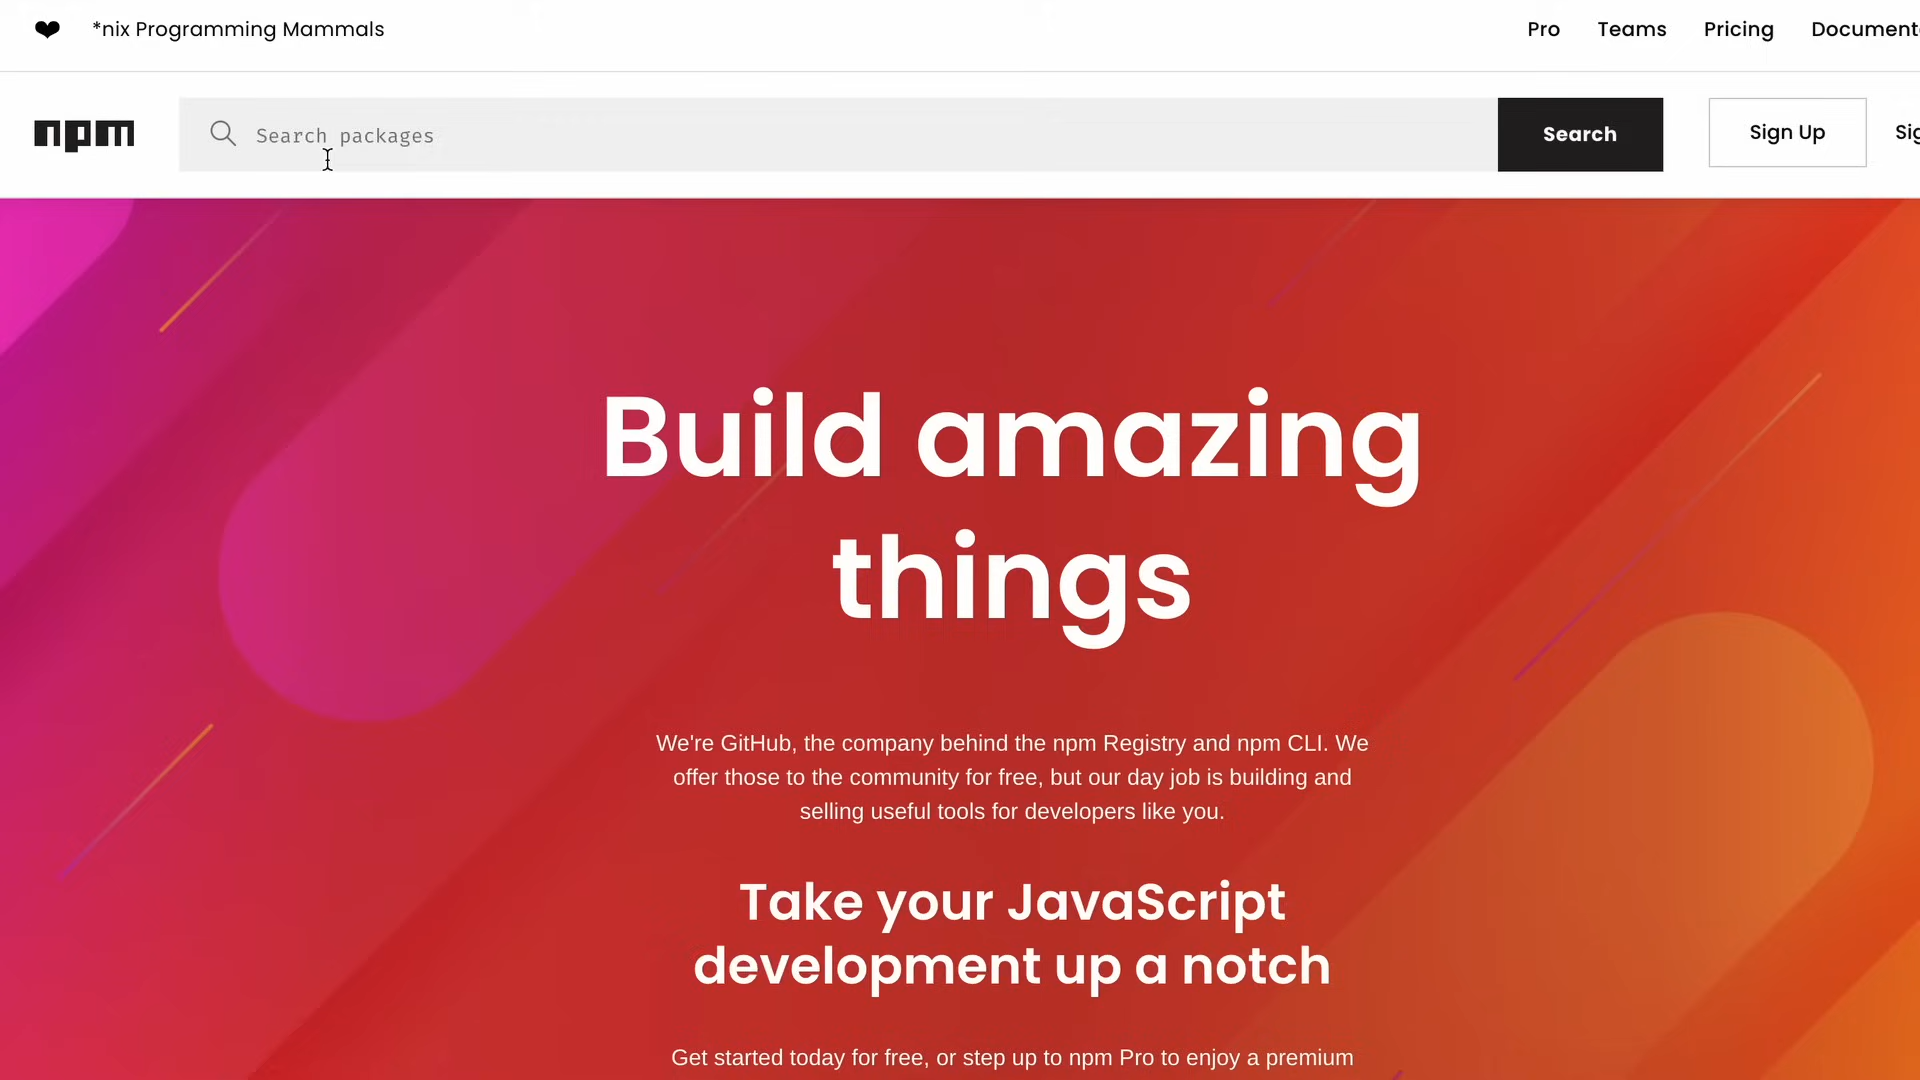 ❤ *nix Programming Mammals
Pro Teams Pricing
npm
Search packages
Search
Sign Up
Build amazing
things
We're GitHub, the company behind the npm Registry and npm CLI. We
offer those to the community for free, but our day job is building and
selling useful tools for developers like you.
Take your JavaScript
development up a notch
Get started today for free, or step up to npm Pro to enjoy a premium